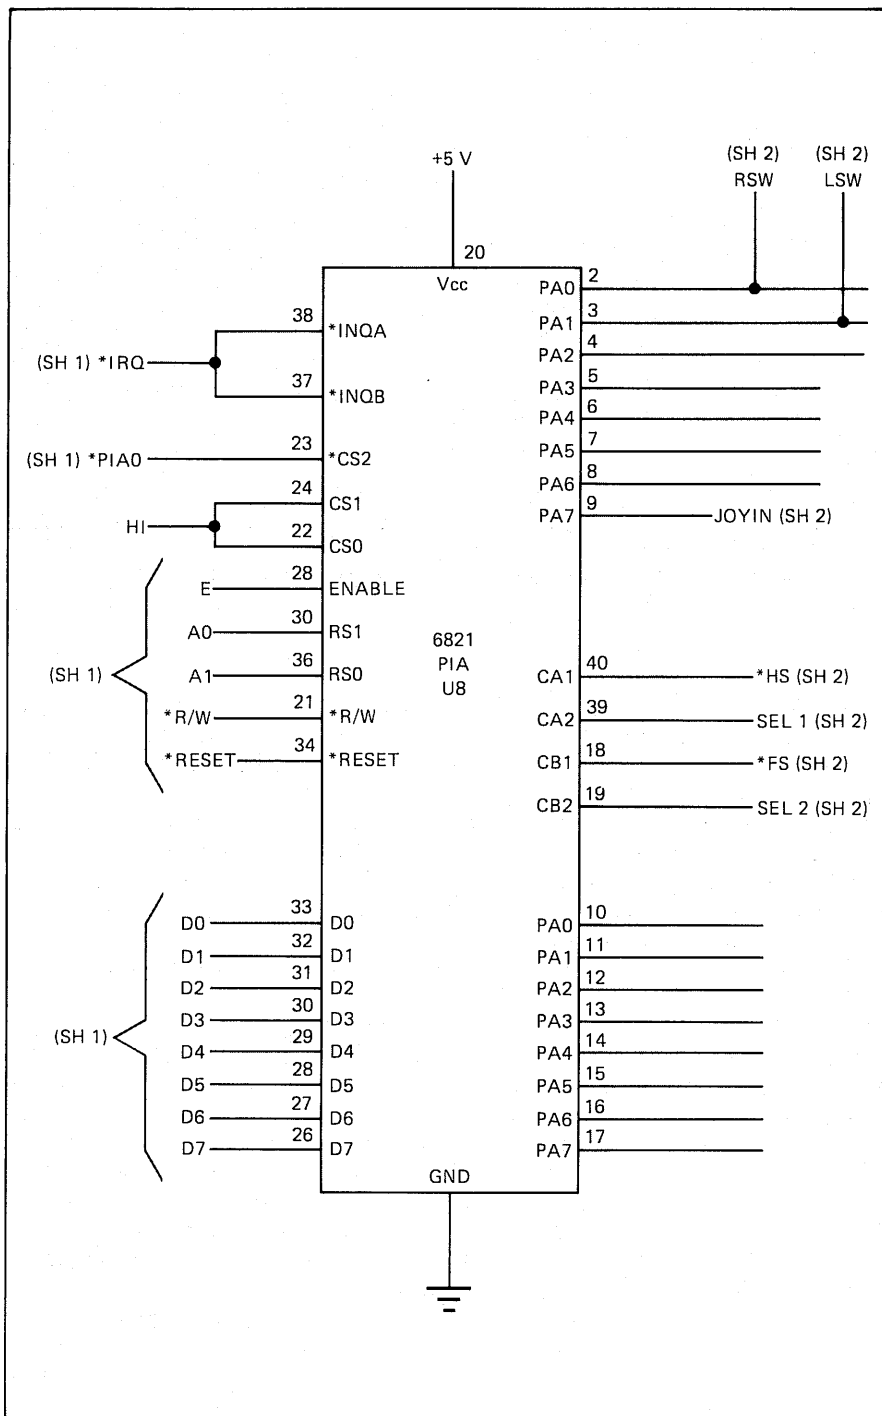 +5 V
(SH 2) (SH 2)
RSW LSW
20
Vcc
38 *INQA
(SH 1) *IRQ
37 *INQB
(SH 1) *PIA0 23 *CS2
24 CS1
HI
22 CS0
(SH 1)
E 28 ENABLE
A0 30 RS1
A1 36 RS0
*R/W 21 *R/W
*RESET 34 *RESET
(SH 1)
D0 33 D0
D1 32 D1
D2 31 D2
D3 30 D3
D4 29 D4
D5 28 D5
D6 27 D6
D7 26 D7
6821
PIA
U8
PA0 2
PA1 3
PA2 4
PA3 5
PA4 6
PA5 7
PA6 8
PA7 9 JOYIN (SH 2)
CA1 40 *HS (SH 2)
CA2 39 SEL 1 (SH 2)
CB1 18 *FS (SH 2)
CB2 19 SEL 2 (SH 2)
PA0 10
PA1 11
PA2 12
PA3 13
PA4 14
PA5 15
PA6 16
PA7 17
GND